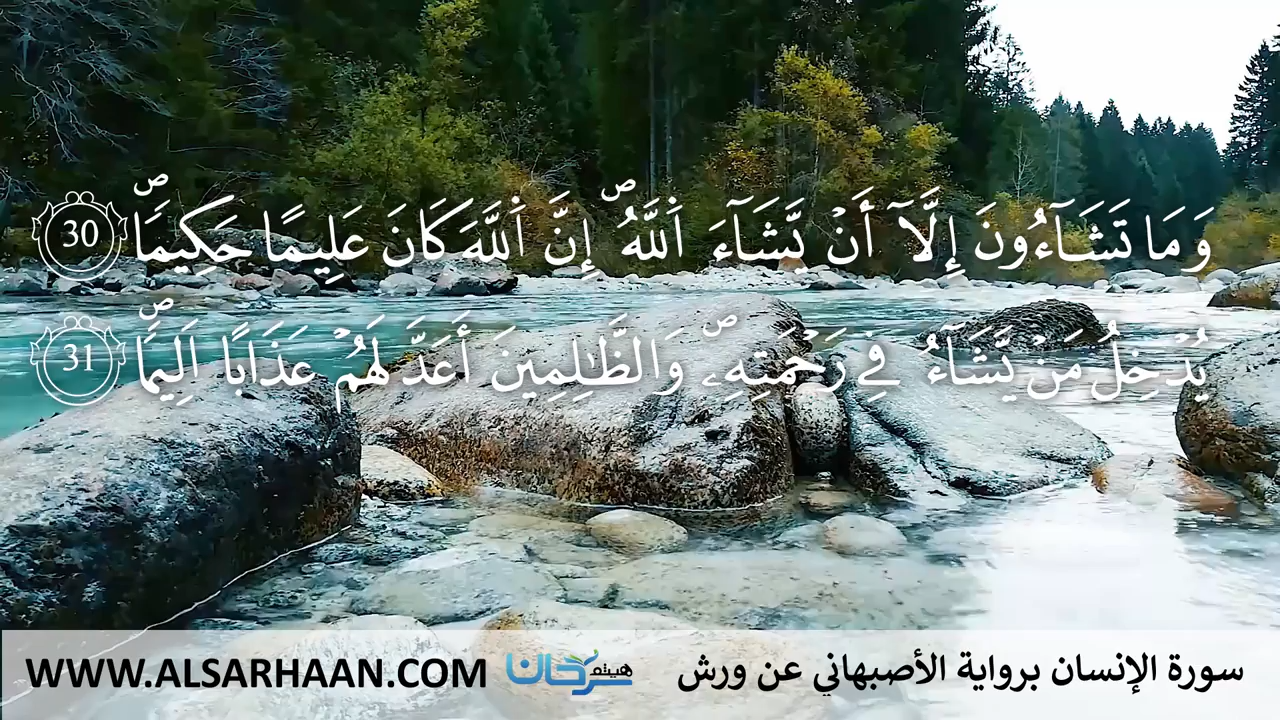 وَمَا تَشَآءُونَ إِلَّآ أَنْ يَّشَآءَ اَ۬للَّهُ ۖ إِنَّ اَ۬للَّهَ كَانَ عَلِيمًا حَكِيمًا ۖ 30
يُدْخِلُ مَنْ يَّشَآءُ فِے رَحْمَتِهِۦ ۖ وَالظَّٰلِمِينَ أَعَدَّ لَهُمْ عَذَابًا اَلِيمًا ۖ 31
WWW.ALSARHAAN.COM هيثم سرحان سورة الإنسان برواية الأصبهاني عن ورش